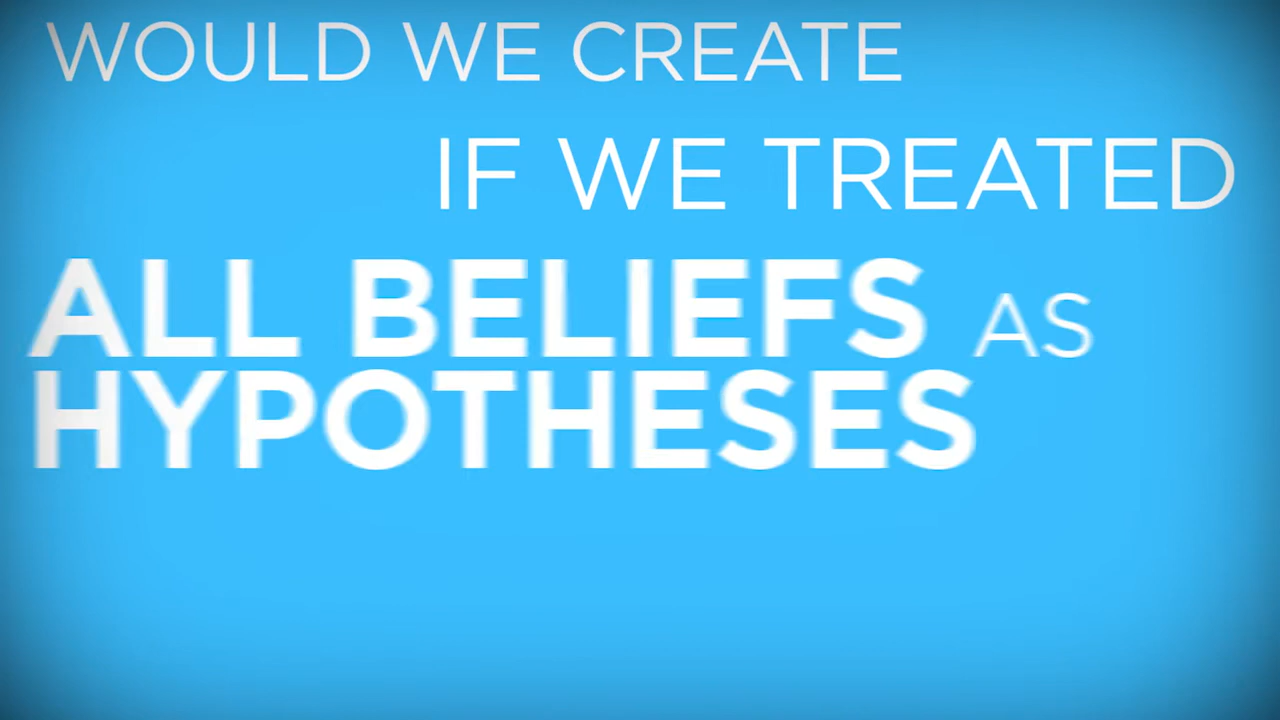 WOULD WE CREATE
IF WE TREATED
ALL BELIEFS AS
HYPOTHESES